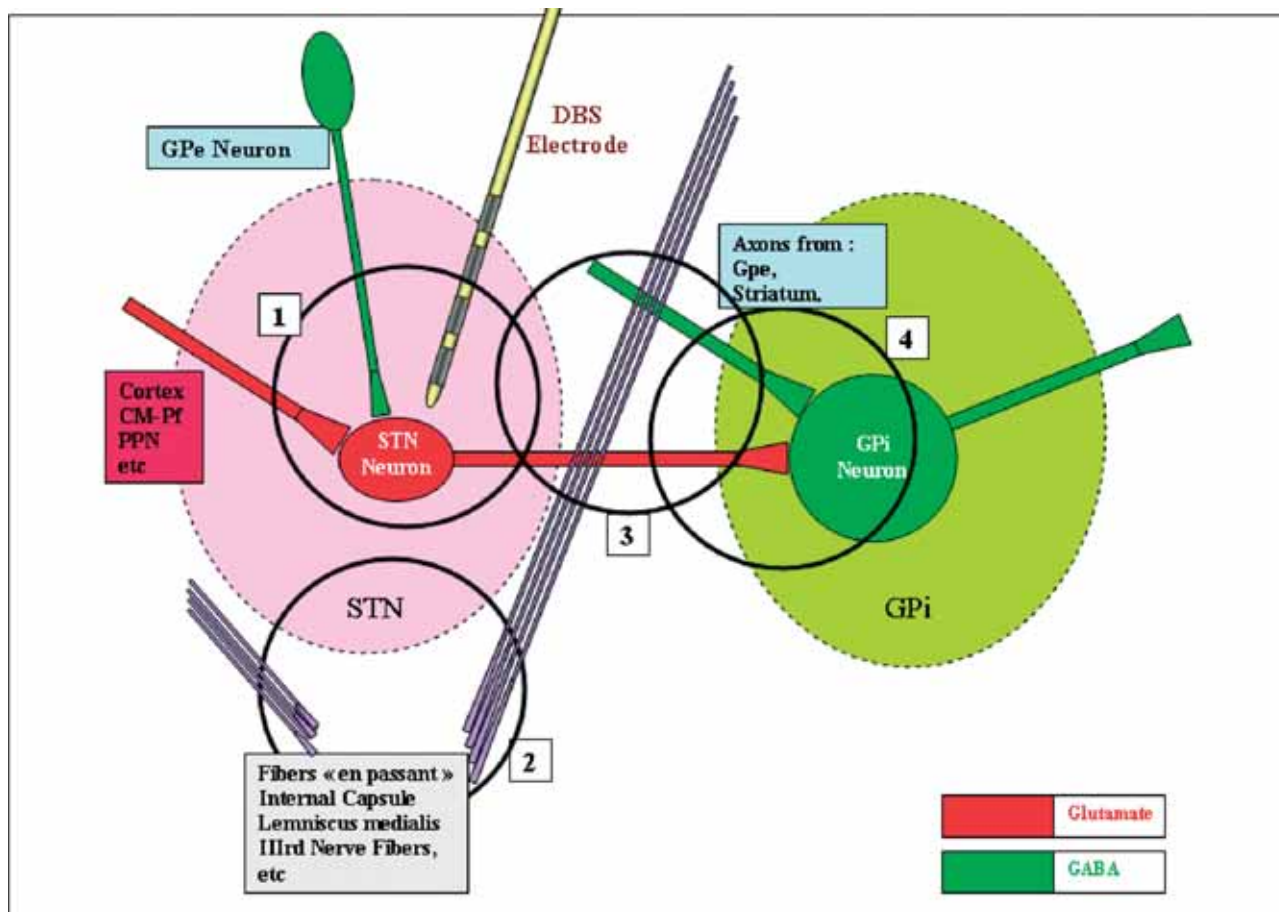 DBS
Electrode
GPe Neuron
Axons from :
Gpe,
Striatum.
1
4
Cortex
CM-Pf
PPN
etc
STN
Neuron
GPi
Neuron
3
STN
GPi
2
Fibers « en passant »
Internal Capsule
Lemniscus medialis
IIIrd Nerve Fibers,
etc
Glutamate
GABA